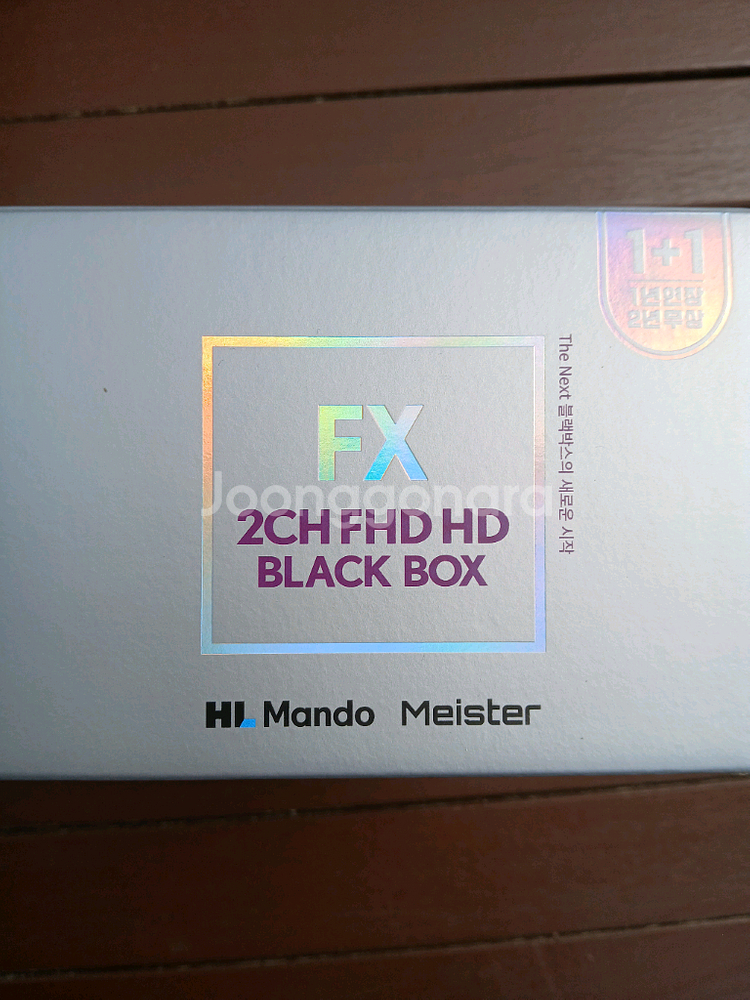 1+1
The Next 블랙박스의 새로운 시작
FX
Joonggongra
2CH FHD HD
BLACK BOX
HL Mando Meister